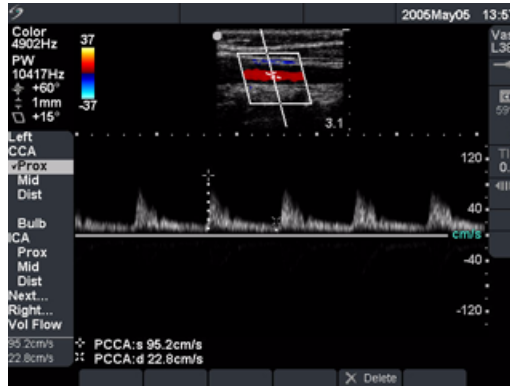 2005May05 13:5
Color
4902Hz
37
PW
10417Hz
+60°
1mm
-37
+15°
3.1
Left
CCA
Prox
Mid
Dist
Bulb
ICA
Prox
Mid
Dist
Next...
Right...
Vol Flow
120
40
cm/s
-40
-120
95.2cm/s
PCCA:s 95.2cm/s
22.8cm/s
PCCA:d 22.8cm/s
X Delete